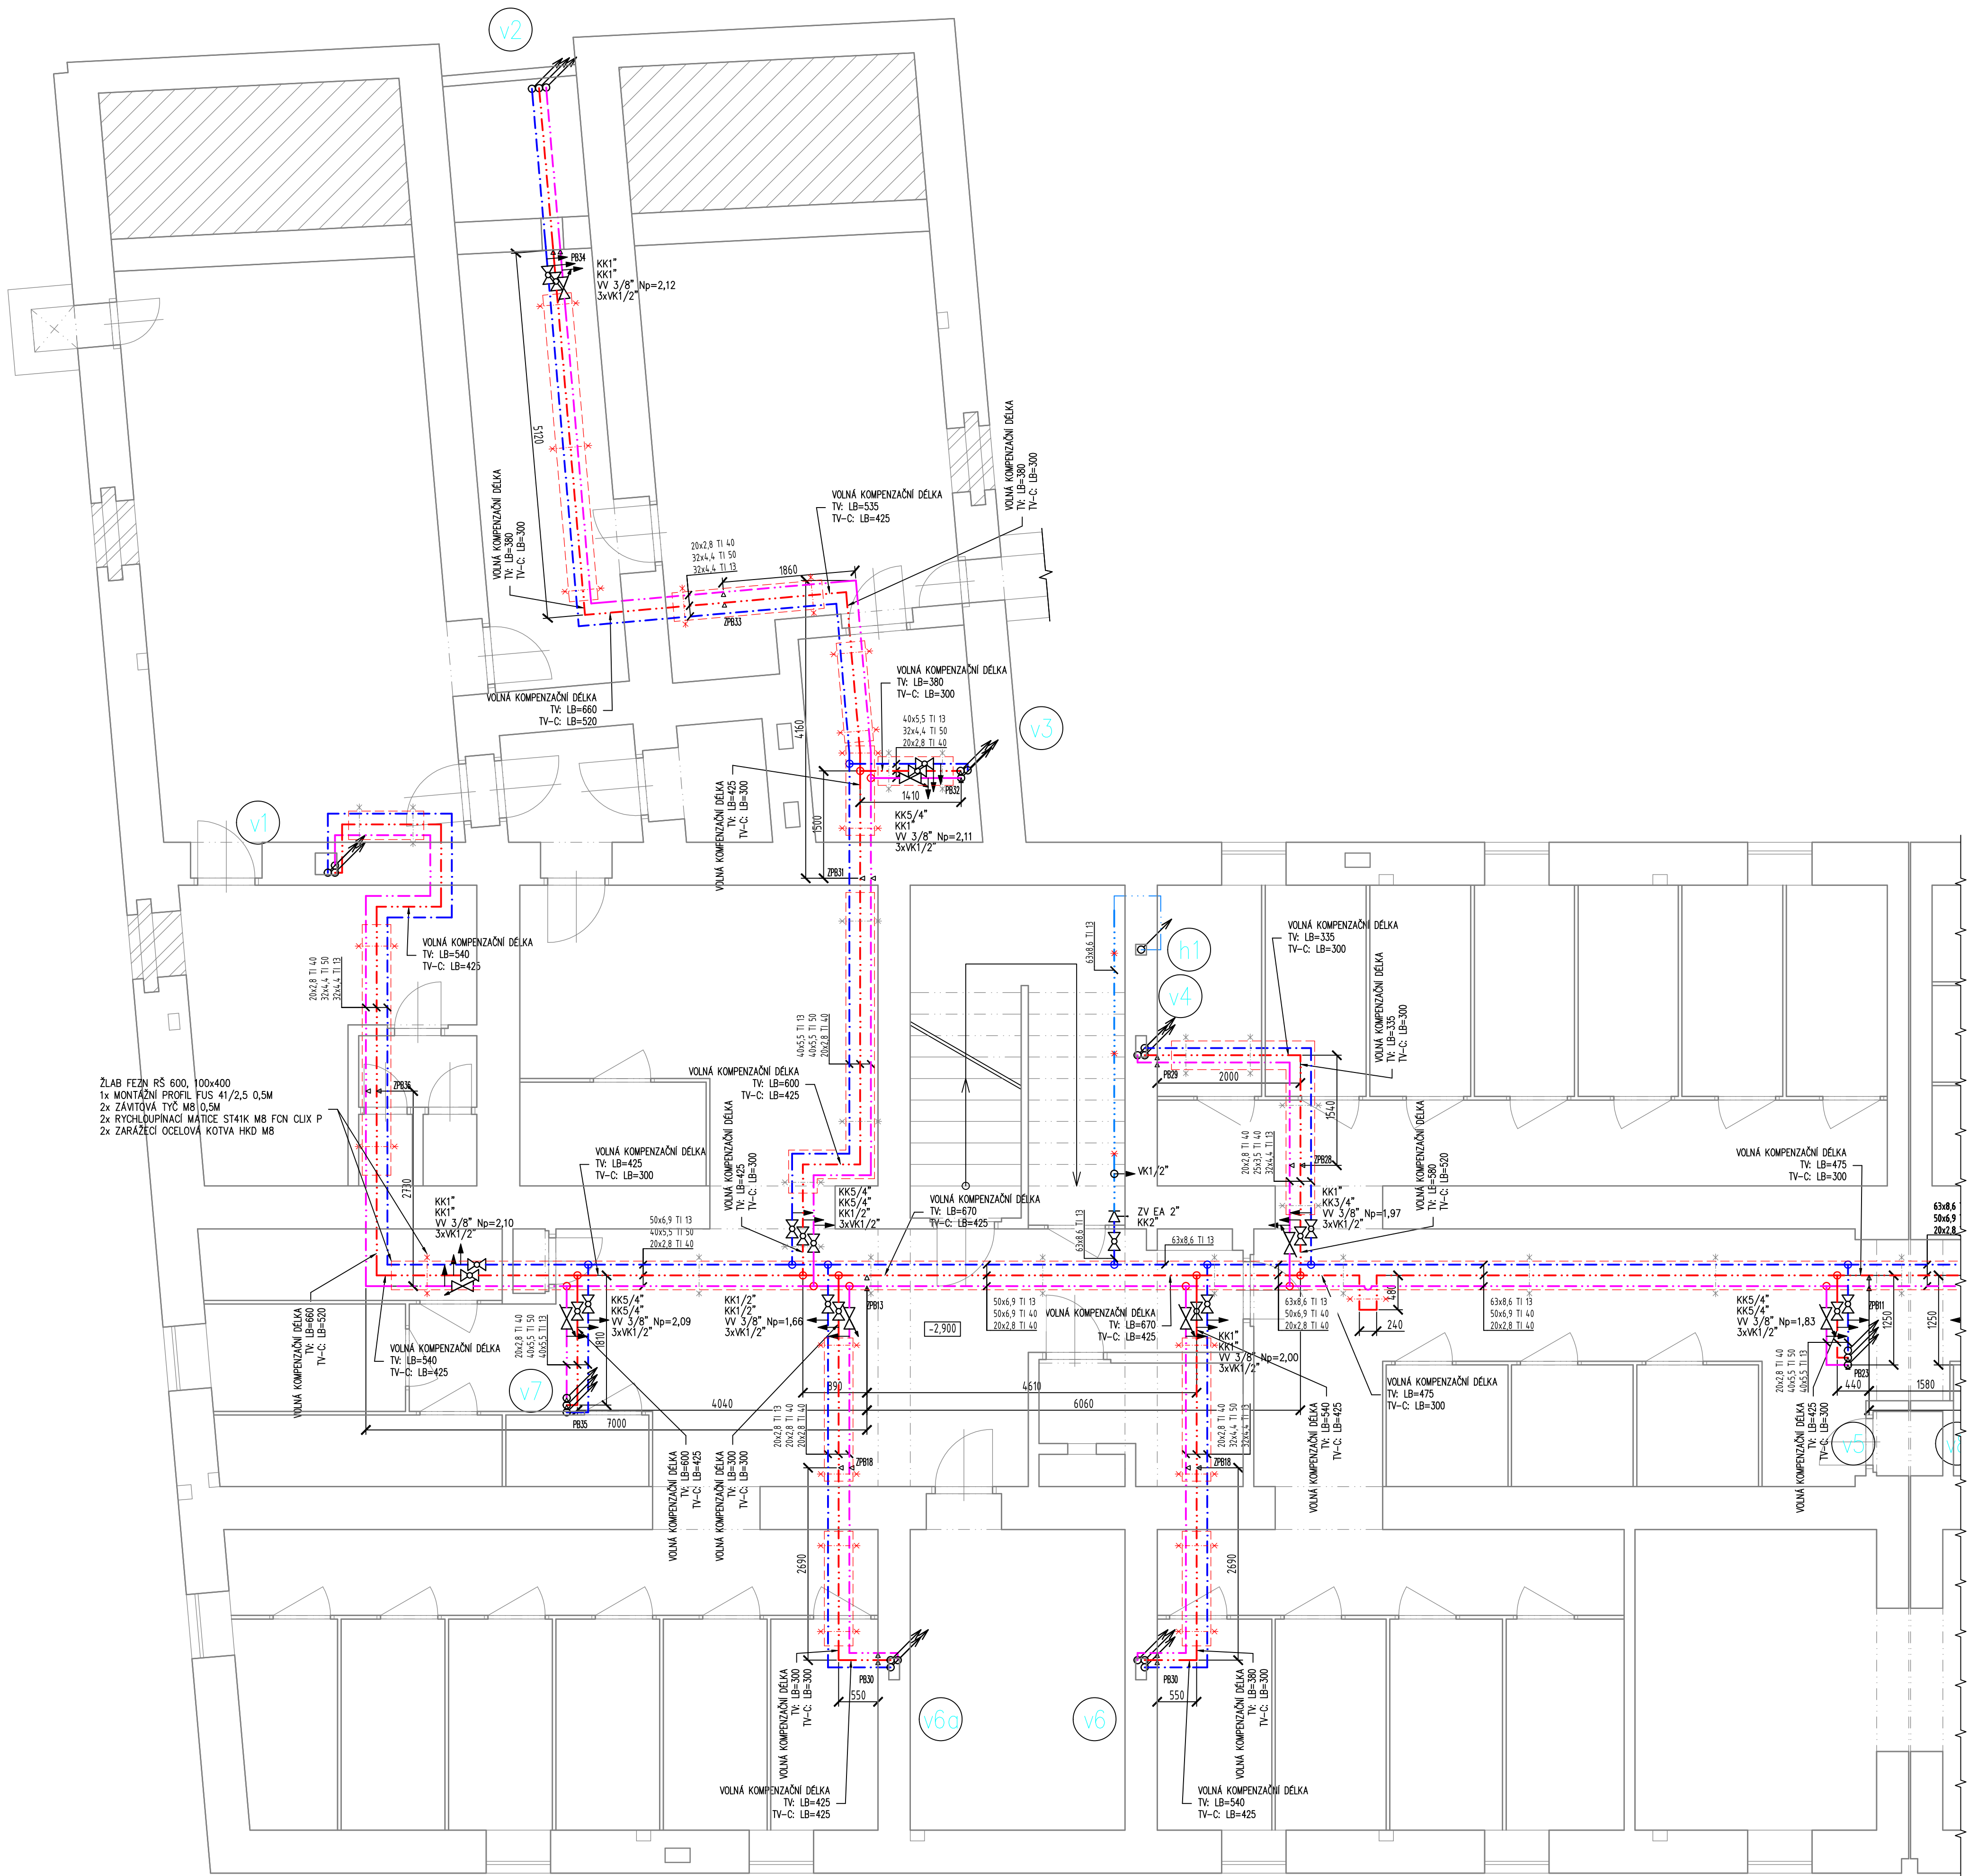 v2
PB34
KK1"
KK1"
VV 3/8" Np=2,12
3xVK1/2"
5120
VOLNÁ KOMPENZAČNÍ DÉLKA
TV: LB=380
TV-C: LB=300
VOLNÁ KOMPENZAČNÍ DÉLKA
TV: LB=535
TV-C: LB=425
VOLNÁ KOMPENZAČNÍ DÉLKA
TV: LB=380
TV-C: LB=300
20x2,8 TI 40
32x4,4 TI 50
32x4,4 TI 13
1860
ZPB33
VOLNÁ KOMPENZAČNÍ DÉLKA
TV: LB=660
TV-C: LB=520
VOLNÁ KOMPENZAČNÍ DÉLKA
TV: LB=380
TV-C: LB=300
40x5,5 TI 13
32x4,4 TI 50
20x2,8 TI 40
v3
4160
VOLNÁ KOMPENZAČNÍ DÉLKA
TV: LB=425
TV-C: LB=300
1500
PB32
1410
KK5/4"
KK1"
VV 3/8" Np=2,11
3xVK1/2"
v1
ZPB31
VOLNÁ KOMPENZAČNÍ DÉLKA
TV: LB=540
TV-C: LB=425
20x2,8 TI 40
32x4,4 TI 50
32x4,4 TI 13
63x8,6 TI 13
h1
v4
VOLNÁ KOMPENZAČNÍ DÉLKA
TV: LB=335
TV-C: LB=300
VOLNÁ KOMPENZAČNÍ DÉLKA
TV: LB=335
TV-C: LB=300
40x5,5 TI 13
40x5,5 TI 50
20x2,8 TI 40
PB29
2000
1540
ŽLAB FEZN RŠ 600, 100x400
1x MONTÁŽNÍ PROFIL FUS 41/2,5 0,5M
2x ZÁVITOVÁ TYČ M8 0,5M
2x RYCHLOUPÍNACÍ MATICE ST41K M8 FCN CLIX P
2x ZARÁŽECÍ OCELOVÁ KOTVA HKD M8
ZPB36
2730
VOLNÁ KOMPENZAČNÍ DÉLKA
TV: LB=600
TV-C: LB=425
VOLNÁ KOMPENZAČNÍ DÉLKA
TV: LB=425
TV-C: LB=300
VOLNÁ KOMPENZAČNÍ DÉLKA
TV: LB=425
TV-C: LB=300
VK1/2"
20x2,8 TI 40
25x3,5 TI 40
32x4,4 TI 13
ZPB28
VOLNÁ KOMPENZAČNÍ DÉLKA
TV: LB=580
TV-C: LB=520
VOLNÁ KOMPENZAČNÍ DÉLKA
TV: LB=475
TV-C: LB=300
KK1"
KK1"
VV 3/8" Np=2,10
3xVK1/2"
50x6,9 TI 13
40x5,5 TI 50
20x2,8 TI 40
KK5/4"
KK5/4"
KK1/2"
3xVK1/2"
VOLNÁ KOMPENZAČNÍ DÉLKA
TV: LB=670
TV-C: LB=425
63x8,6 TI 13
ZV EA 2"
KK2"
63x8,6 TI 13
KK1"
KK3/4"
VV 3/8" Np=1,97
3xVK1/2"
63x8,6
50x6,9
20x2,8
VOLNÁ KOMPENZAČNÍ DÉLKA
TV: LB=660
TV-C: LB=520
VOLNÁ KOMPENZAČNÍ DÉLKA
TV: LB=540
TV-C: LB=425
20x2,8 TI 40
40x5,5 TI 50
40x5,5 TI 13
KK5/4"
KK5/4"
VV 3/8" Np=2,09
3xVK1/2"
1810
KK1/2"
KK1/2"
VV 3/8" Np=1,66
3xVK1/2"
ZPB13
-2,900
50x6,9 TI 13
50x6,9 TI 40
20x2,8 TI 40
VOLNÁ KOMPENZAČNÍ DÉLKA
TV: LB=670
TV-C: LB=425
KK1"
KK1"
VV 3/8" Np=2,00
3xVK1/2"
63x8,6 TI 13
50x6,9 TI 40
20x2,8 TI 40
480
240
63x8,6 TI 13
50x6,9 TI 40
20x2,8 TI 40
KK5/4"
KK5/4"
VV 3/8" Np=1,83
3xVK1/2"
ZPB11
1250
1250
PB23
20x2,8 TI 40
40x5,5 TI 50
40x5,5 TI 13
440
1580
v7
PB35
890
4610
4040
6060
7000
VOLNÁ KOMPENZAČNÍ DÉLKA
TV: LB=475
TV-C: LB=300
VOLNÁ KOMPENZAČNÍ DÉLKA
TV: LB=600
TV-C: LB=425
VOLNÁ KOMPENZAČNÍ DÉLKA
TV: LB=300
TV-C: LB=300
20x2,8 TI 13
20x2,8 TI 40
20x2,8 TI 40
ZPB18
20x2,8 TI 40
32x4,4 TI 50
32x4,4 TI 13
ZPB18
VOLNÁ KOMPENZAČNÍ DÉLKA
TV: LB=540
TV-C: LB=425
VOLNÁ KOMPENZAČNÍ DÉLKA
TV: LB=425
TV-C: LB=300
v5
2690
2690
PB30
550
PB30
550
VOLNÁ KOMPENZAČNÍ DÉLKA
TV: LB=300
TV-C: LB=300
v6a
v6
VOLNÁ KOMPENZAČNÍ DÉLKA
TV: LB=380
TV-C: LB=300
VOLNÁ KOMPENZAČNÍ DÉLKA
TV: LB=425
TV-C: LB=425
VOLNÁ KOMPENZAČNÍ DÉLKA
TV: LB=540
TV-C: LB=425